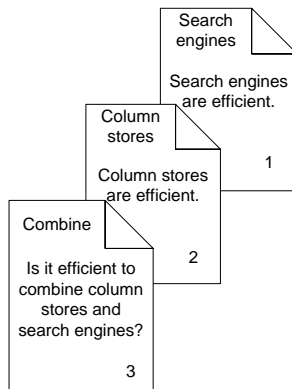 Search
engines
Search engines
are efficient.
1
Column
stores
Column stores
are efficient.
2
Combine
Is it efficient to
combine column
stores and
search engines?
3